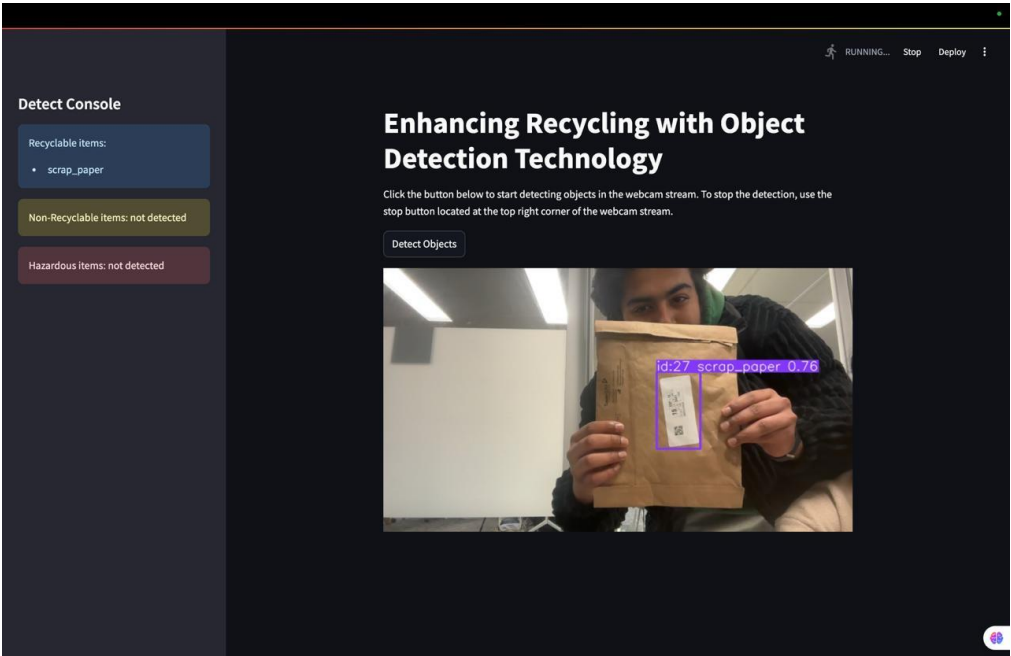 RUNNING...
Stop
Deploy
Detect Console
Recyclable items:
scrap_paper
Non-Recyclable items: not detected
Hazardous items: not detected
Enhancing Recycling with Object
Detection Technology
Click the button below to start detecting objects in the webcam stream. To stop the detection, use the
stop button located at the top right corner of the webcam stream.
Detect Objects
id:27 scrap_paper 0.76